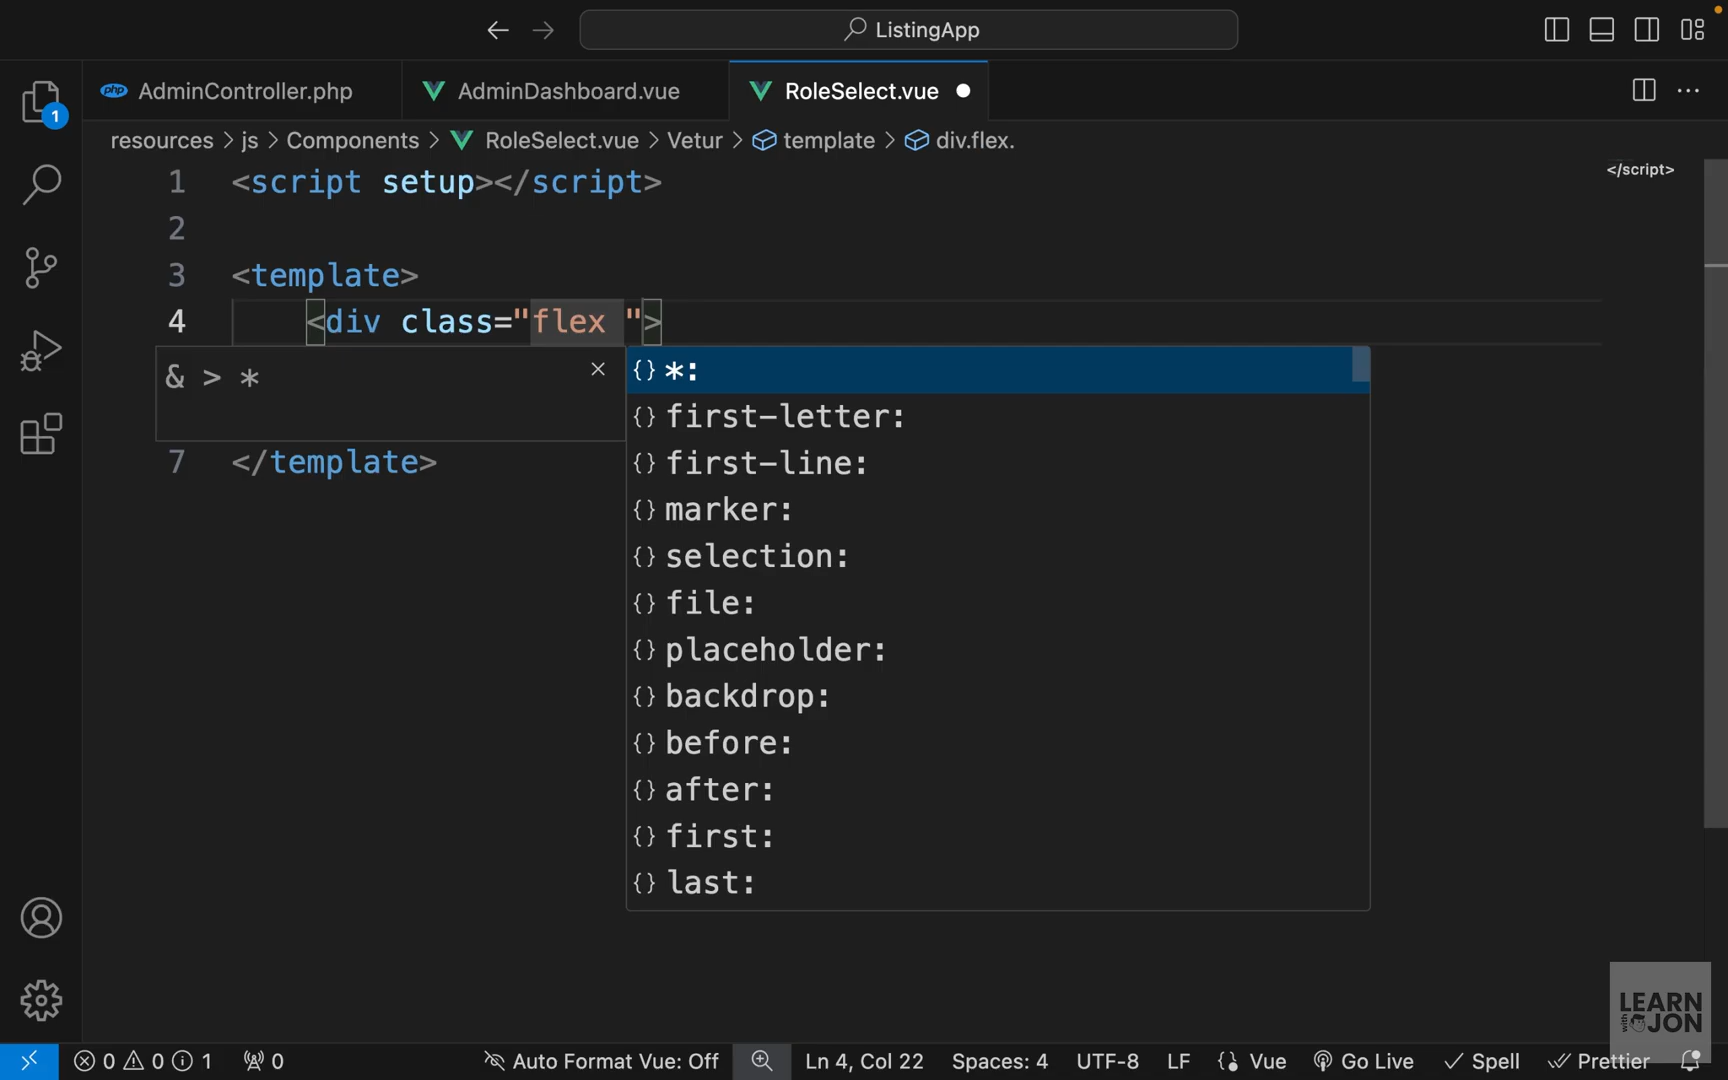 ListingApp
AdminController.php
AdminDashboard.vue
RoleSelect.vue
1
resources > js > Components > RoleSelect.vue > Vetur > template > div.flex.
</script>
1 <script setup></script>
2
3 <template>
4 <div class="flex ">
& > *
*:
first-letter:
first-line:
marker:
selection:
file:
placeholder:
backdrop:
before:
after:
first:
last:
7 </template>
LEARN
with
JON
0 0 1 0 Auto Format Vue: Off Ln 4, Col 22 Spaces: 4 UTF-8 LF Vue Go Live Spell Prettier